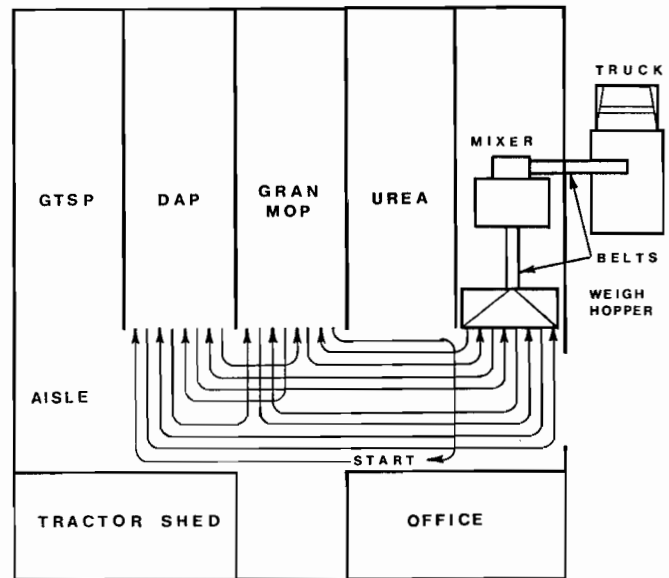 TRUCK
MIXER
GTSP
DAP
GRAN
MOP
UREA
BELTS
WEIGH
HOPPER
AISLE
START
TRACTOR SHED
OFFICE